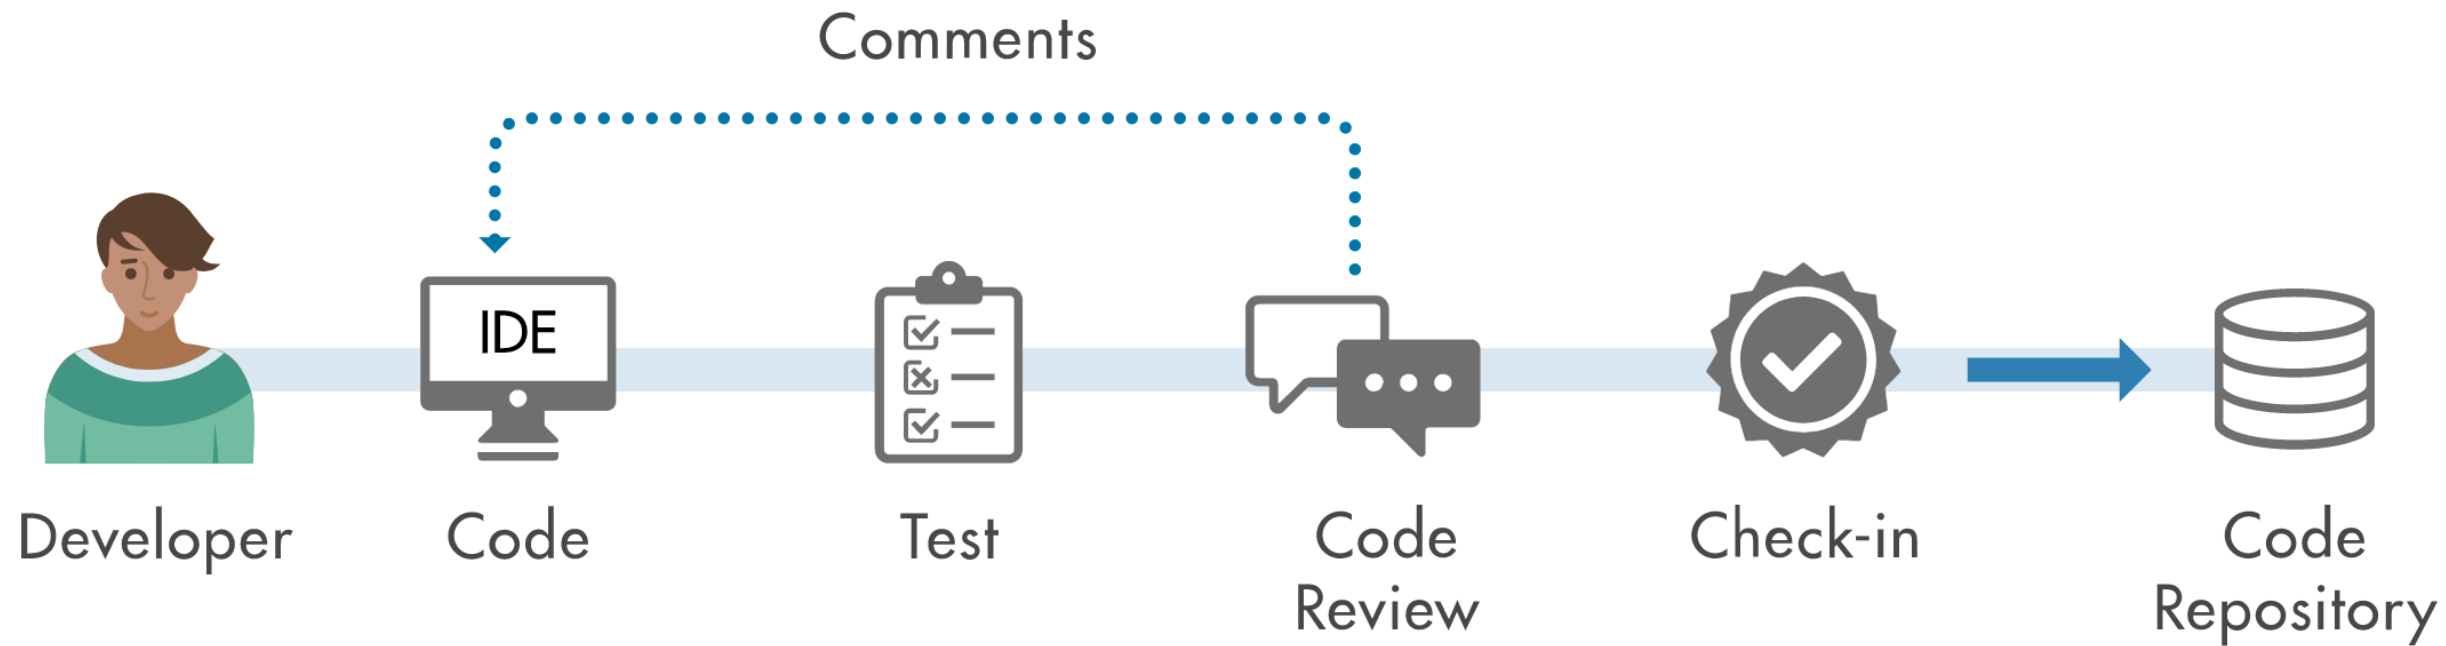 Comments
IDE
Developer
Code
Test
Code
Review
Check-in
Code
Repository